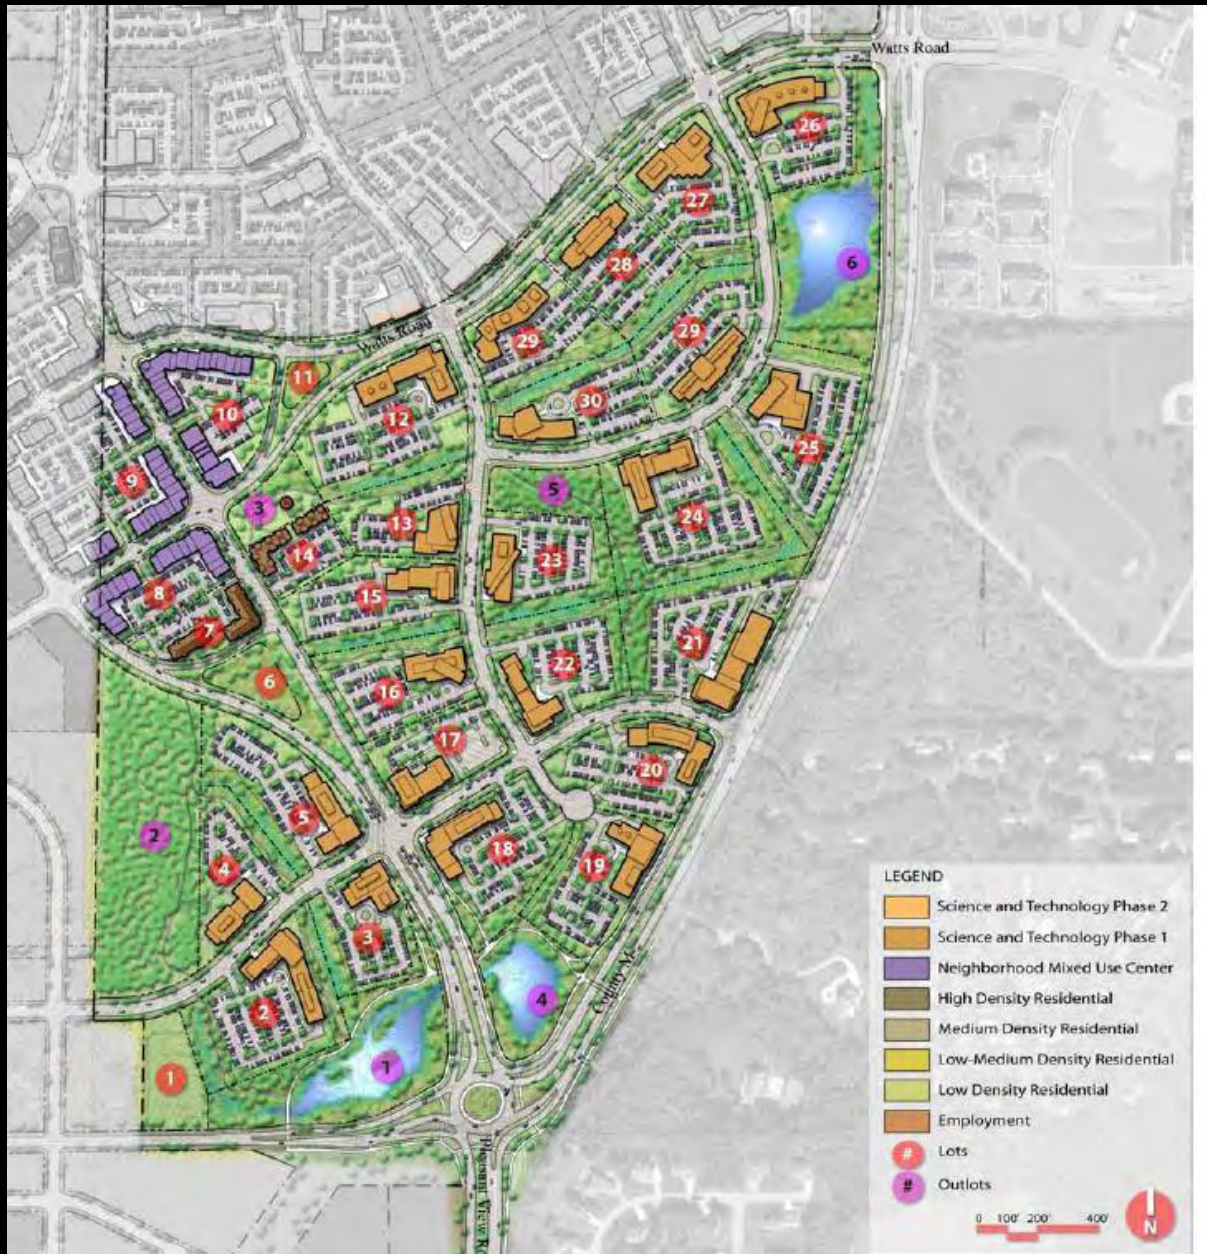 Watts Road
26
27
28
6
29
29
Watts Road
11
30
12
10
25
9
5
3
13
24
14
23
8
15
7
21
22
6
16
17
20
5
2
18
4
19
3
4
County M
2
1
1
Pleasant View Ro
LEGEND
Science and Technology Phase 2
Science and Technology Phase 1
Neighborhood Mixed Use Center
High Density Residential
Medium Density Residential
Low-Medium Density Residential
Low Density Residential
Employment
# Lots
# Outlots
0 100' 200' 400'
N